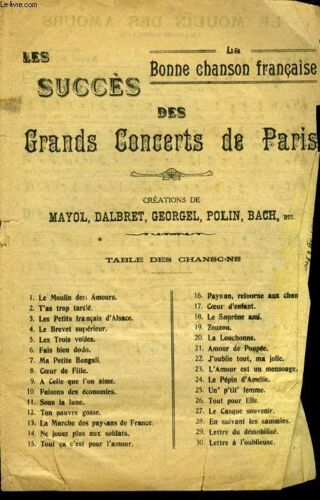 Le-livre.com
LES
SUCCÈS
DES
Grands Concerts de Paris
La
Bonne chanson française
CRÉATIONS DE
MAYOL, DALBRET, GEORGEL, POLIN, BACH, etc.
TABLE DES CHANSONS
1. Le Moulin des Amours.
2. T'as trop tardé.
3. Les Petits français d'Alsace.
4. Le Brevet supérieur.
5. Les Trois voiles.
6. Fais bien dodo.
7. Ma Petite Bengali.
8. Cœur de Fille.
9. A Celle que l'on aime.
10 Faisons des économies.
11. Sous la lune.
12. Ton pauvre gosse.
13. La Marche des paysans de France.
14. Ne jouez plus aux soldats.
15. Tout ça c'est pour l'amour.
16. Paysan, retourne aux chan
17. Cœur d'enfant.
18. Le Suprême ami.
19. Zouzou.
20. La Louchonne.
21. Amour de Poupée.
22. J'oublie tout, ma jolie.
23. L'Amour est un mensonge.
24. Le Pépin d'Amélie.
25. Un' p'tit' femme.
26. Tout pour Elle.
27. Le Casque souvenir.
28. En suivant les sammies.
29. Lettre du démobilisé.
30. Lettre à l'oublieuse.